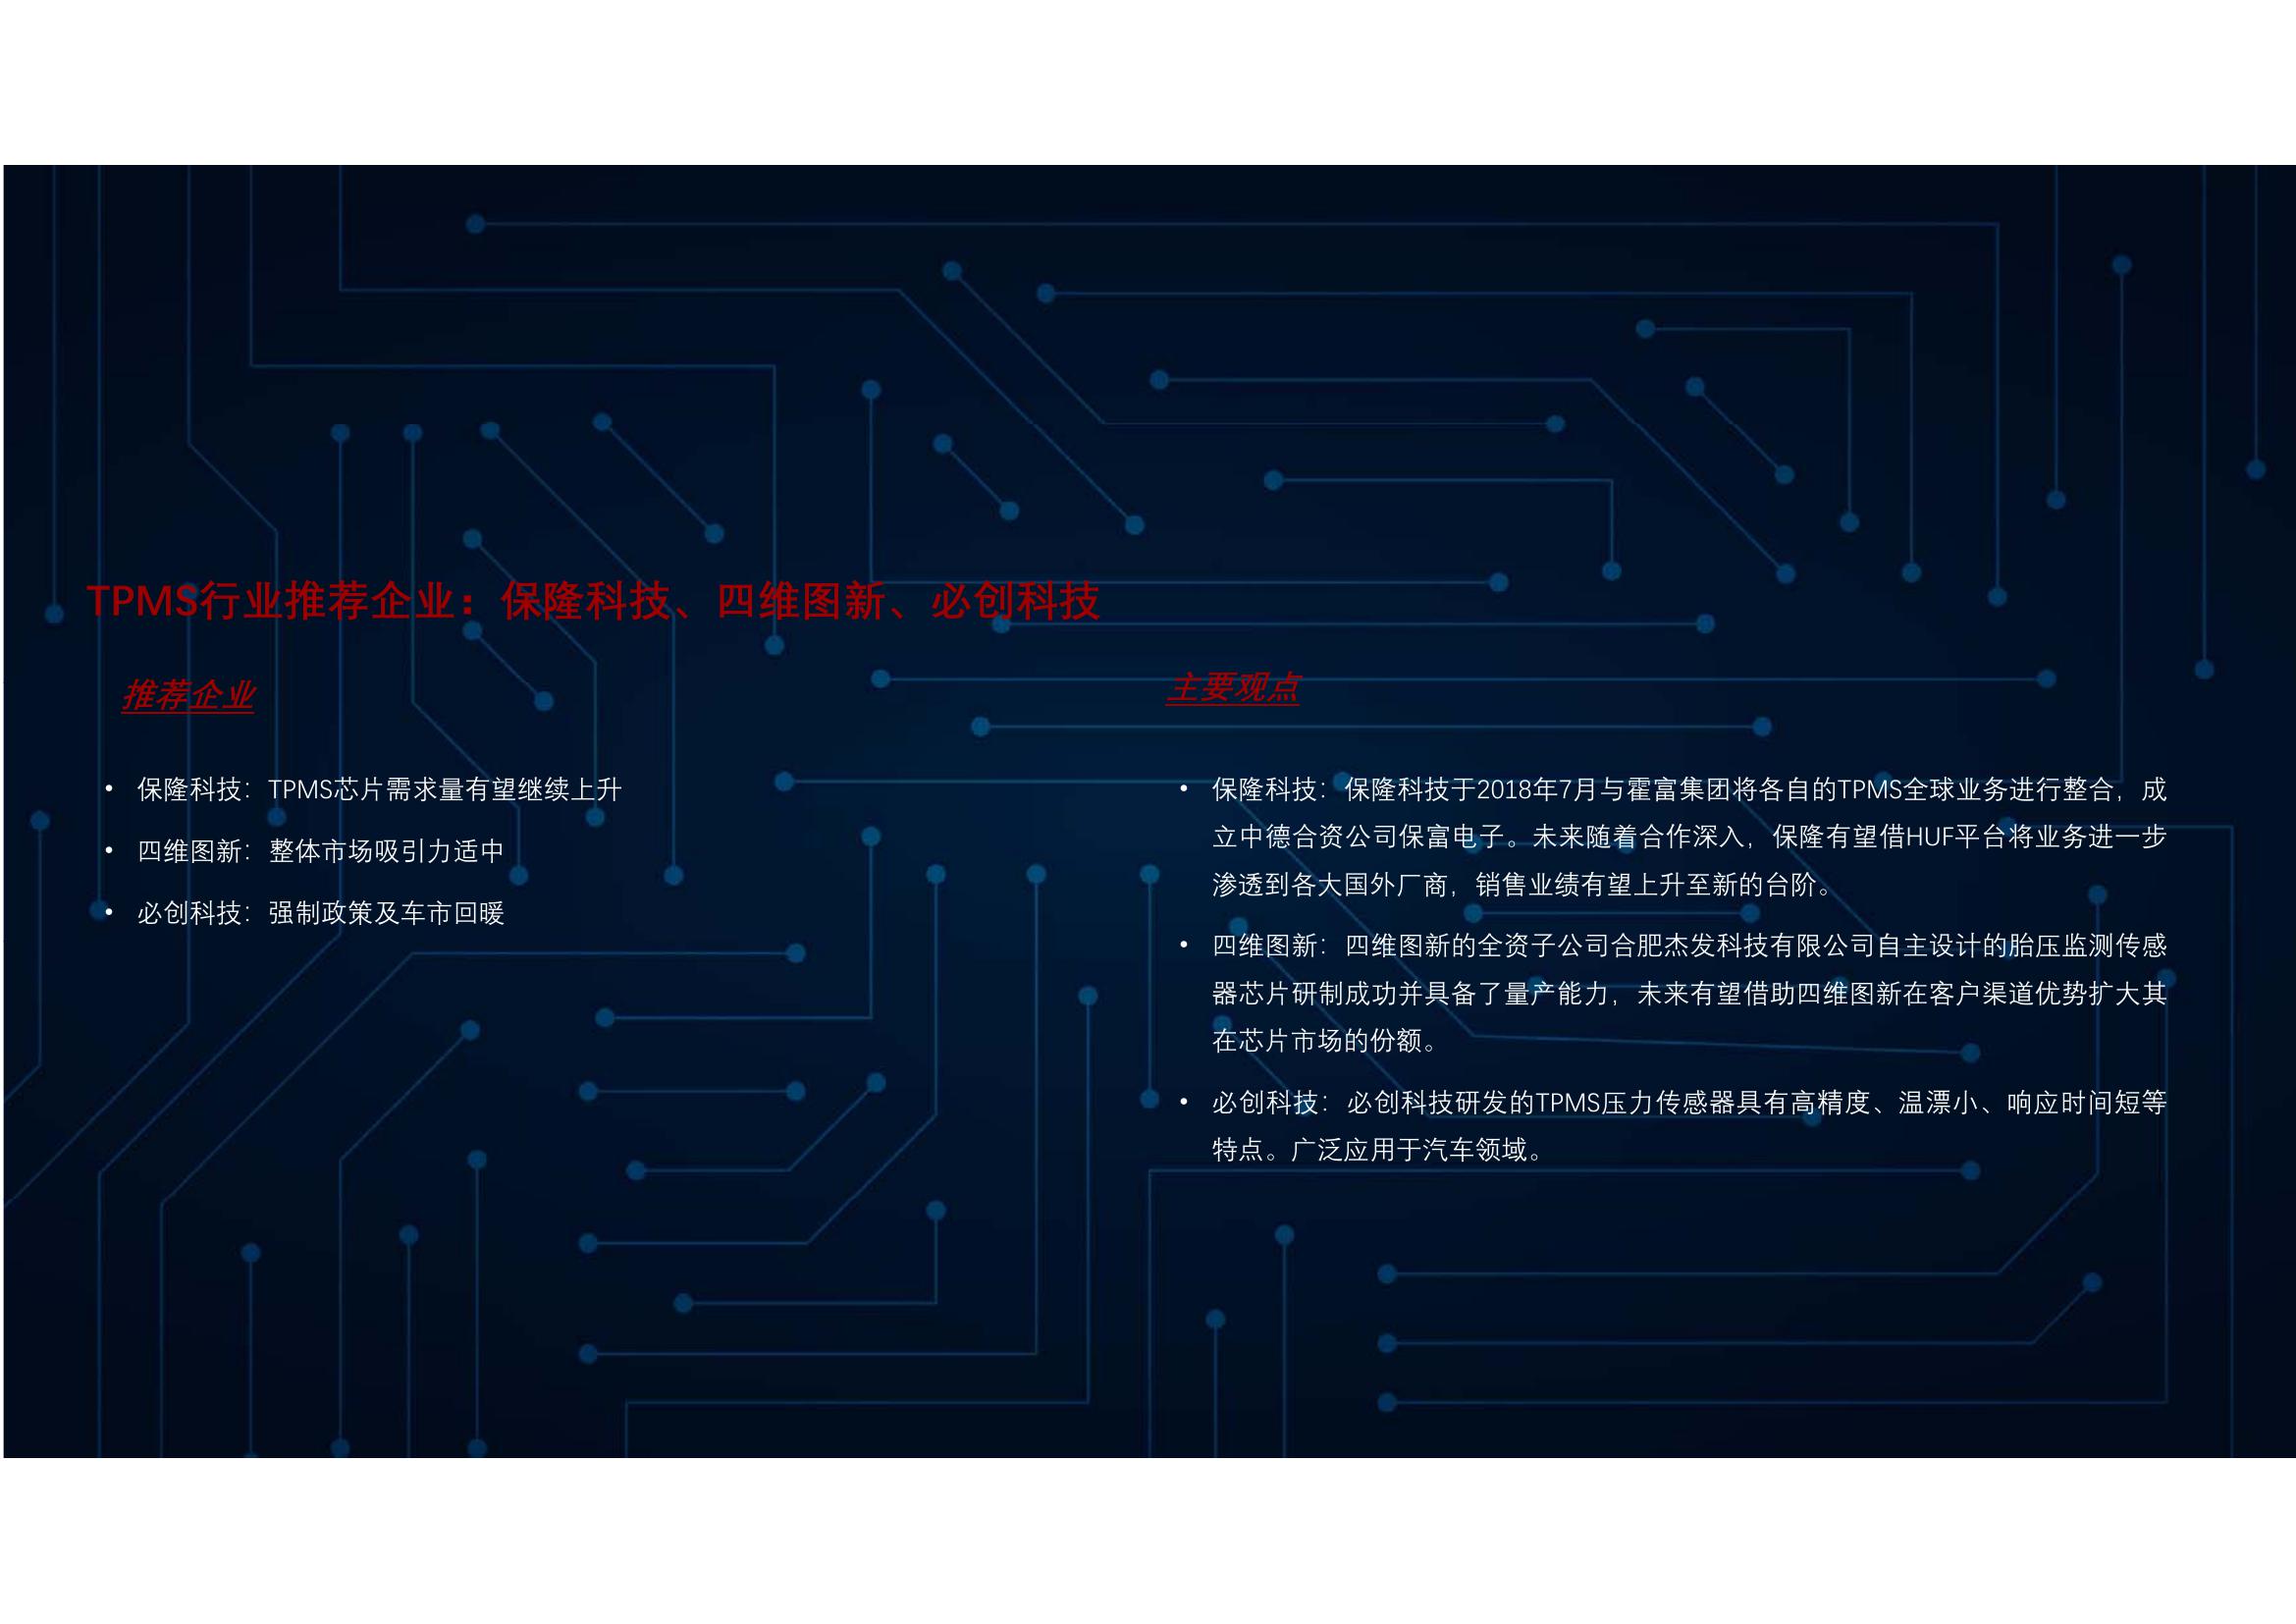 TPMS行业推荐企业：保隆科技、四维图新、必创科技
推荐企业
• 保隆科技：TPMS芯片需求量有望继续上升
• 四维图新：整体市场吸引力适中
• 必创科技：强制政策及车市回暖
主要观点
• 保隆科技：保隆科技于2018年7月与霍富集团将各自的TPMS全球业务进行整合，成
立中德合资公司保富电子。未来随着合作深入，保隆有望借HUF平台将业务进一步
渗透到各大国外厂商，销售业绩有望上升至新的台阶。
• 四维图新：四维图新的全资子公司合肥杰发科技有限公司自主设计的胎压监测传感
器芯片研制成功并具备了量产能力，未来有望借助四维图新在客户渠道优势扩大其
在芯片市场的份额。
• 必创科技：必创科技研发的TPMS压力传感器具有高精度、温漂小、响应时间短等
特点。广泛应用于汽车领域。